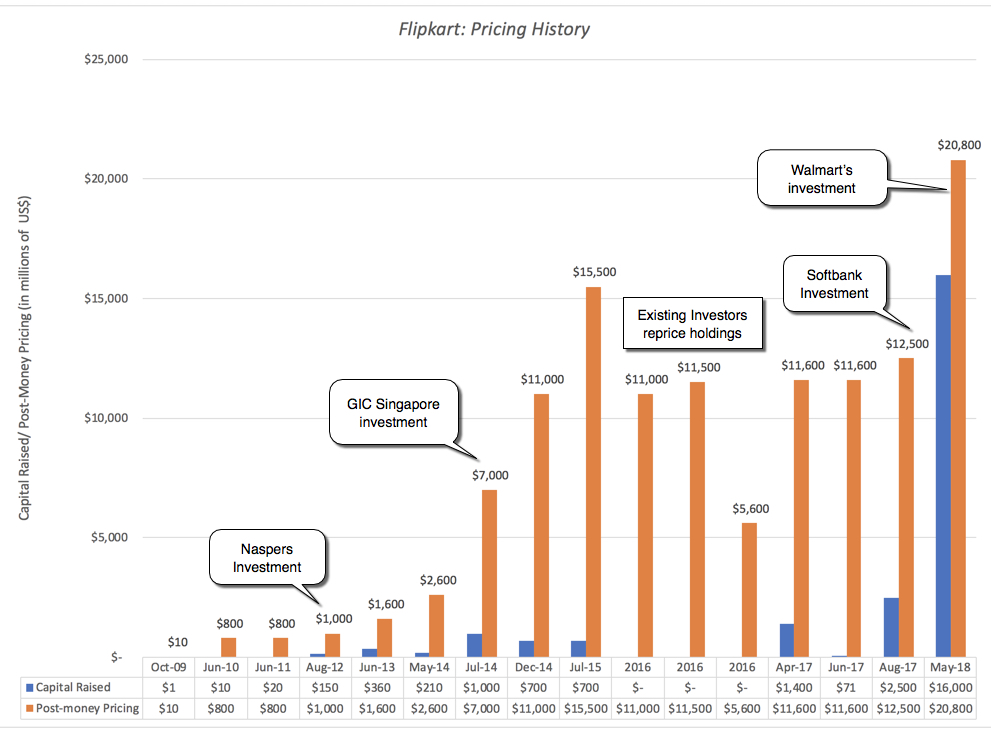 Flipkart: Pricing History
$25,000
$20,000
$15,000
$10,000
$5,000
$-
Capital Raised/ Post-Money Pricing (in millions of US$)
$10
$800
$800
$1,000
$1,600
$2,600
$7,000
$11,000
$15,500
$11,000
$11,500
$5,600
$11,600
$11,600
$12,500
$20,800
Naspers
Investment
GIC Singapore
investment
Existing Investors
reprice holdings
Softbank
Investment
Walmart's
investment
Oct-09 Jun-10 Jun-11 Aug-12 Jun-13 May-14 Jul-14 Dec-14 Jul-15 2016 2016 2016 Apr-17 Jun-17 Aug-17 May-18
Capital Raised $1 $10 $20 $150 $360 $210 $1,000 $700 $700 $- $- $- $1,400 $71 $2,500 $16,000
Post-money Pricing $10 $800 $800 $1,000 $1,600 $2,600 $7,000 $11,000 $15,500 $11,000 $11,500 $5,600 $11,600 $11,600 $12,500 $20,800